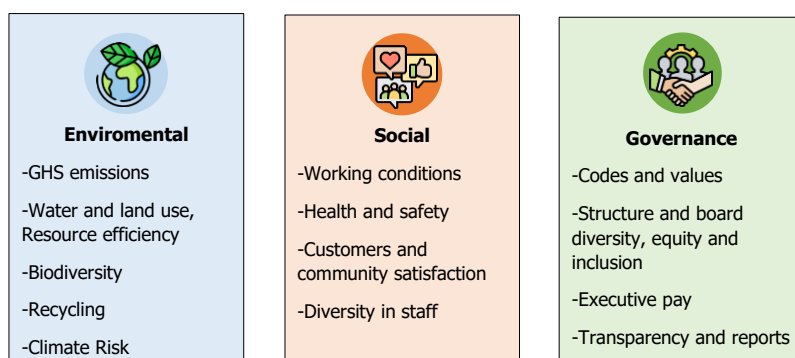 Enviromental
-GHS emissions
-Water and land use,
Resource efficiency
-Biodiversity
-Recycling
-Climate Risk
Social
-Working conditions
-Health and safety
-Customers and
community satisfaction
-Diversity in staff
Governance
-Codes and values
-Structure and board
diversity, equity and
inclusion
-Executive pay
-Transparency and reports